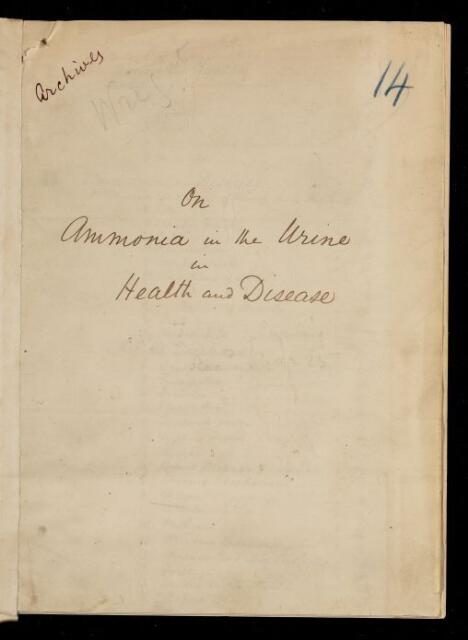 Archives
14
On
Ammonia in the Urine
in
Health and Disease